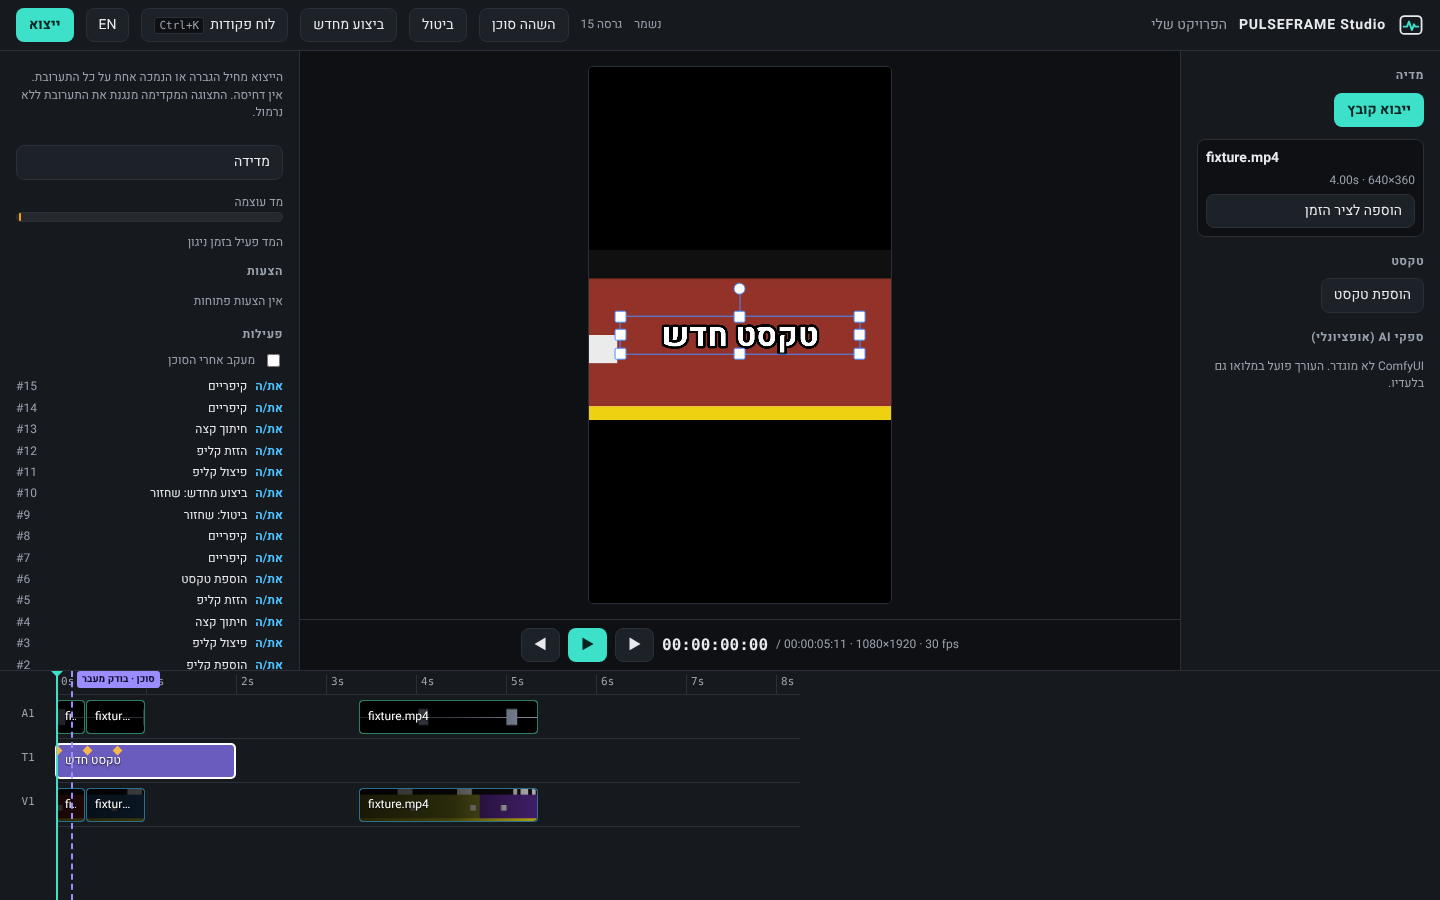 PULSEFRAME Studio הפרויקט שלי
נשמר גרסה 15
השהה סוכן
ביטול
ביצוע מחדש
לוח פקודות Ctrl+K
EN
ייצוא
מדיה
ייבוא קובץ
fixture.mp4
4.00s · 640×360
הוספה לציר הזמן
טקסט
הוספת טקסט
ספקי AI (אופציונלי)
ComfyUI לא מוגדר. העורך פועל במלואו גם
בלעדיו.
טקסט חדש
00:00:00:00 / 00:00:05:11 · 1080×1920 · 30 fps
הייצוא מחיל הגברה או הנמכה אחת על כל התערובת.
אין דחיסה. התצוגה המקדימה מנגנת את התערובת ללא
נרמול.
מדידה
מד עוצמה
המד פעיל בזמן ניגון
הצעות
אין הצעות פתוחות
פעילות
מעקב אחרי הסוכן
את/ה קיפריים #15
את/ה קיפריים #14
את/ה חיתוך קצה #13
את/ה הזזת קליפ #12
את/ה פיצול קליפ #11
את/ה ביצוע מחדש: שחזור #10
את/ה ביטול: שחזור #9
את/ה קיפריים #8
את/ה קיפריים #7
את/ה הוספת טקסט #6
את/ה הזזת קליפ #5
את/ה חיתוך קצה #4
את/ה פיצול קליפ #3
את/ה הוספת קליפ #2
0s סוכן · בודק מעבר 2s 3s 4s 5s 6s 7s 8s
A1 fi… fixtur… fixture.mp4
T1 טקסט חדש
V1 fi… fixtur… fixture.mp4